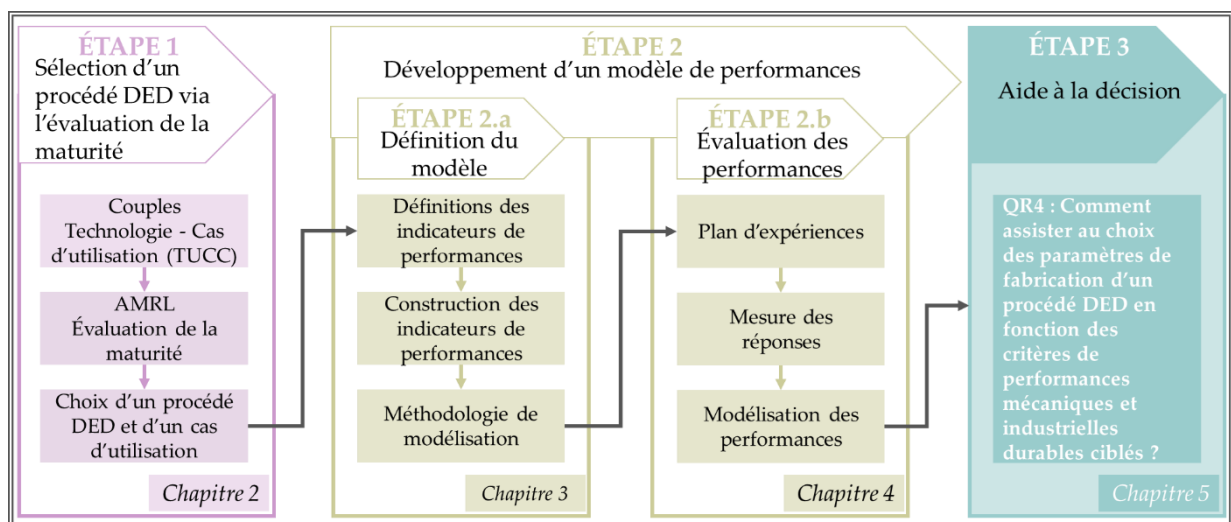 ÉTAPE 1
Sélection d'un
procédé DED via
l'évaluation de la
maturité
Couples
Technologie - Cas
d'utilisation (TUCC)
AMRL
Évaluation de la
maturité
Choix d'un procédé
DED et d'un cas
d'utilisation
Chapitre 2
ÉTAPE 2
Développement d'un modèle de performances
ÉTAPE 2.a
Définition du
modèle
Définitions des
indicateurs de
performances
Construction des
indicateurs de
performances
Méthodologie de
modélisation
Chapitre 3
ÉTAPE 2.b
Évaluation des
performances
Plan d'expériences
Mesure des
réponses
Modélisation des
performances
Chapitre 4
ÉTAPE 3
Aide à la décision
QR4 : Comment
assister au choix
des paramètres de
fabrication d'un
procédé DED en
fonction des
critères de
performances
mécaniques et
industrielles
durables ciblés ?
Chapitre 5